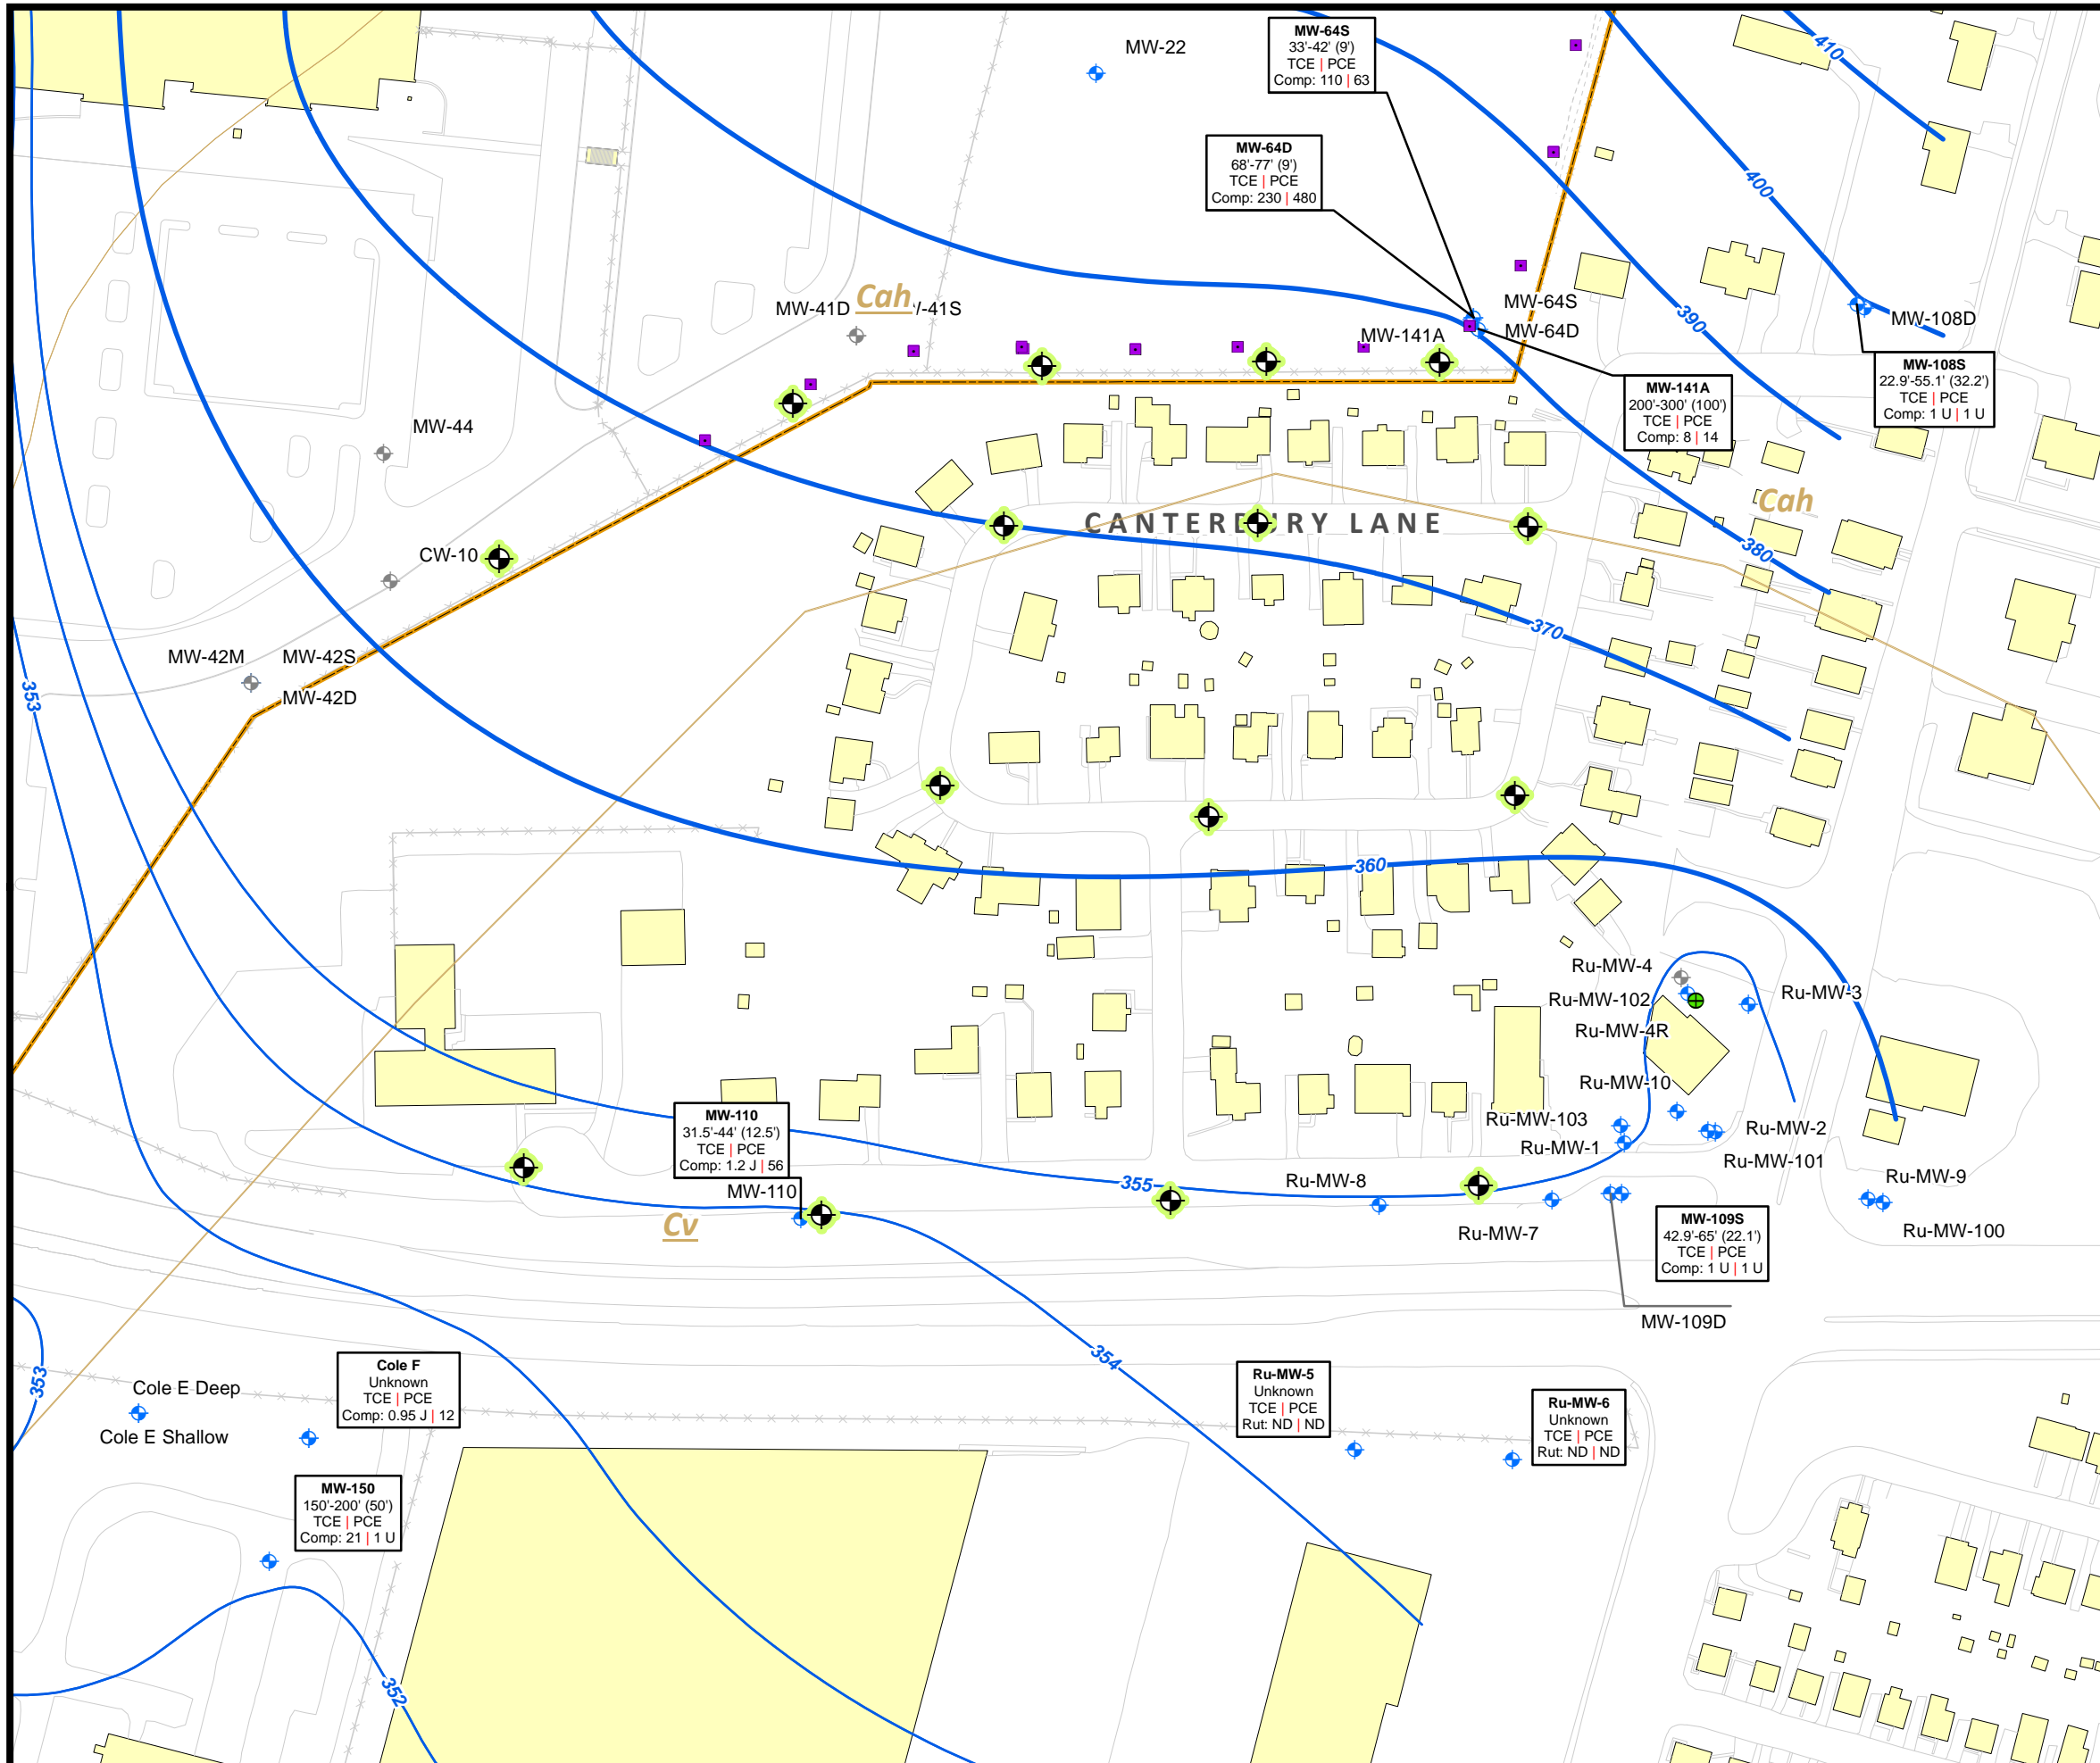 MW-22
MW-64S
33'-42' (9')
TCE | PCE
Comp: 110 | 63
410
MW-64D
68'-77' (9')
TCE | PCE
Comp: 230 | 480
400
MW-41D
Cah
-41S
MW-64S
MW-64D
MW-141A
390
MW-108D
MW-108S
22.9'-55.1' (32.2')
TCE | PCE
Comp: 1 U | 1 U
MW-141A
200'-300' (100')
TCE | PCE
Comp: 8 | 14
MW-44
Cah
CANTERBURY LANE
CW-10
380
370
MW-42M
MW-42S
MW-42D
353
360
Ru-MW-4
Ru-MW-102
Ru-MW-3
Ru-MW-4R
Ru-MW-10
Ru-MW-103
Ru-MW-2
Ru-MW-1
Ru-MW-101
MW-110
31.5'-44' (12.5')
TCE | PCE
Comp: 1.2 J | 56
MW-110
355
Ru-MW-8
Ru-MW-9
Cv
Ru-MW-7
Ru-MW-100
MW-109S
42.9'-65' (22.1')
TCE | PCE
Comp: 1 U | 1 U
MW-109D
354
353
Cole E Deep
Cole E Shallow
Cole F
Unknown
TCE | PCE
Comp: 0.95 J | 12
Ru-MW-5
Unknown
TCE | PCE
Rut: ND | ND
Ru-MW-6
Unknown
TCE | PCE
Rut: ND | ND
MW-150
150'-200' (50')
TCE | PCE
Comp: 21 | 1 U
352